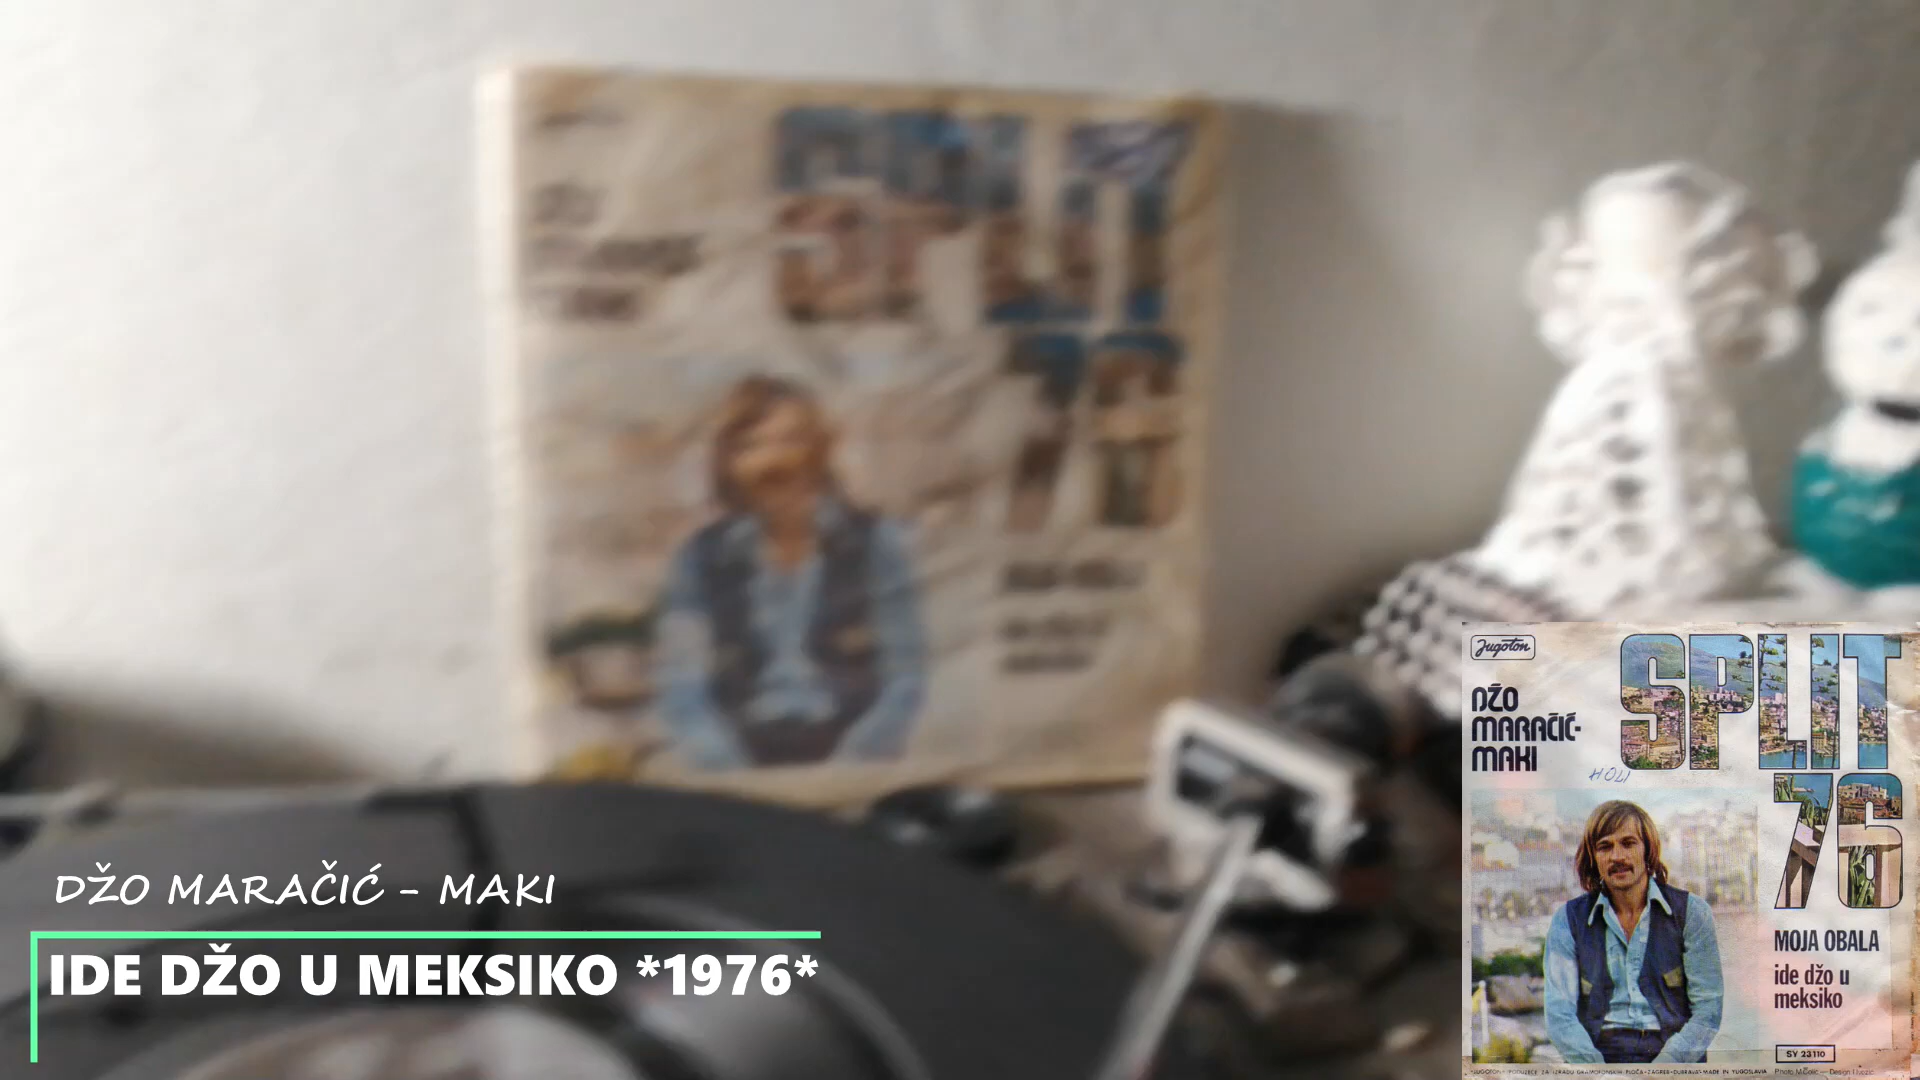 DŽO MARAČIĆ - MAKI
IDE DŽO U MEKSIKO *1976*
Jugoton
SPLIT
76
DŽO
MARAČIĆ-
MAKI
HOLI
MOJA OBALA
ide džo u
meksiko
SY 23110